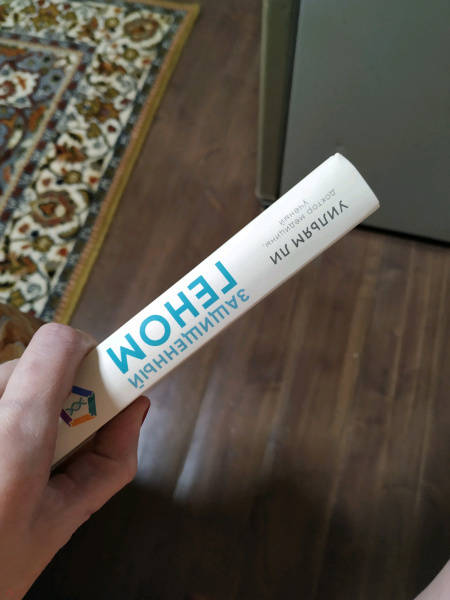 УИЛЬЯМ ЛИ
доктор медицины,
ученый
ЗАЩИЩЕННЫЙ
ГЕНОМ